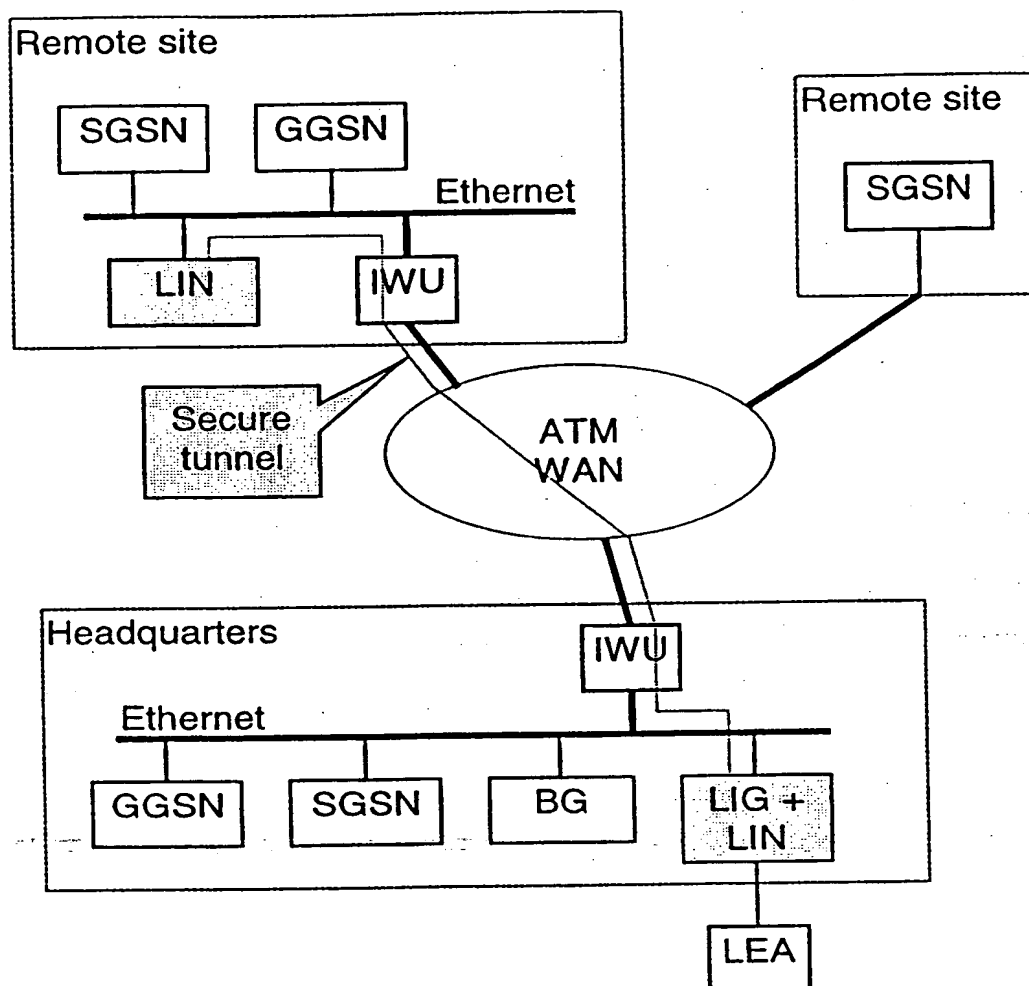 Remote site
SGSN
GGSN
Ethernet
LIN
IWU
Remote site
SGSN
Secure
tunnel
ATM
WAN
Headquarters
IWU
Ethernet
GGSN
SGSN
BG
LIG +
LIN
LEA